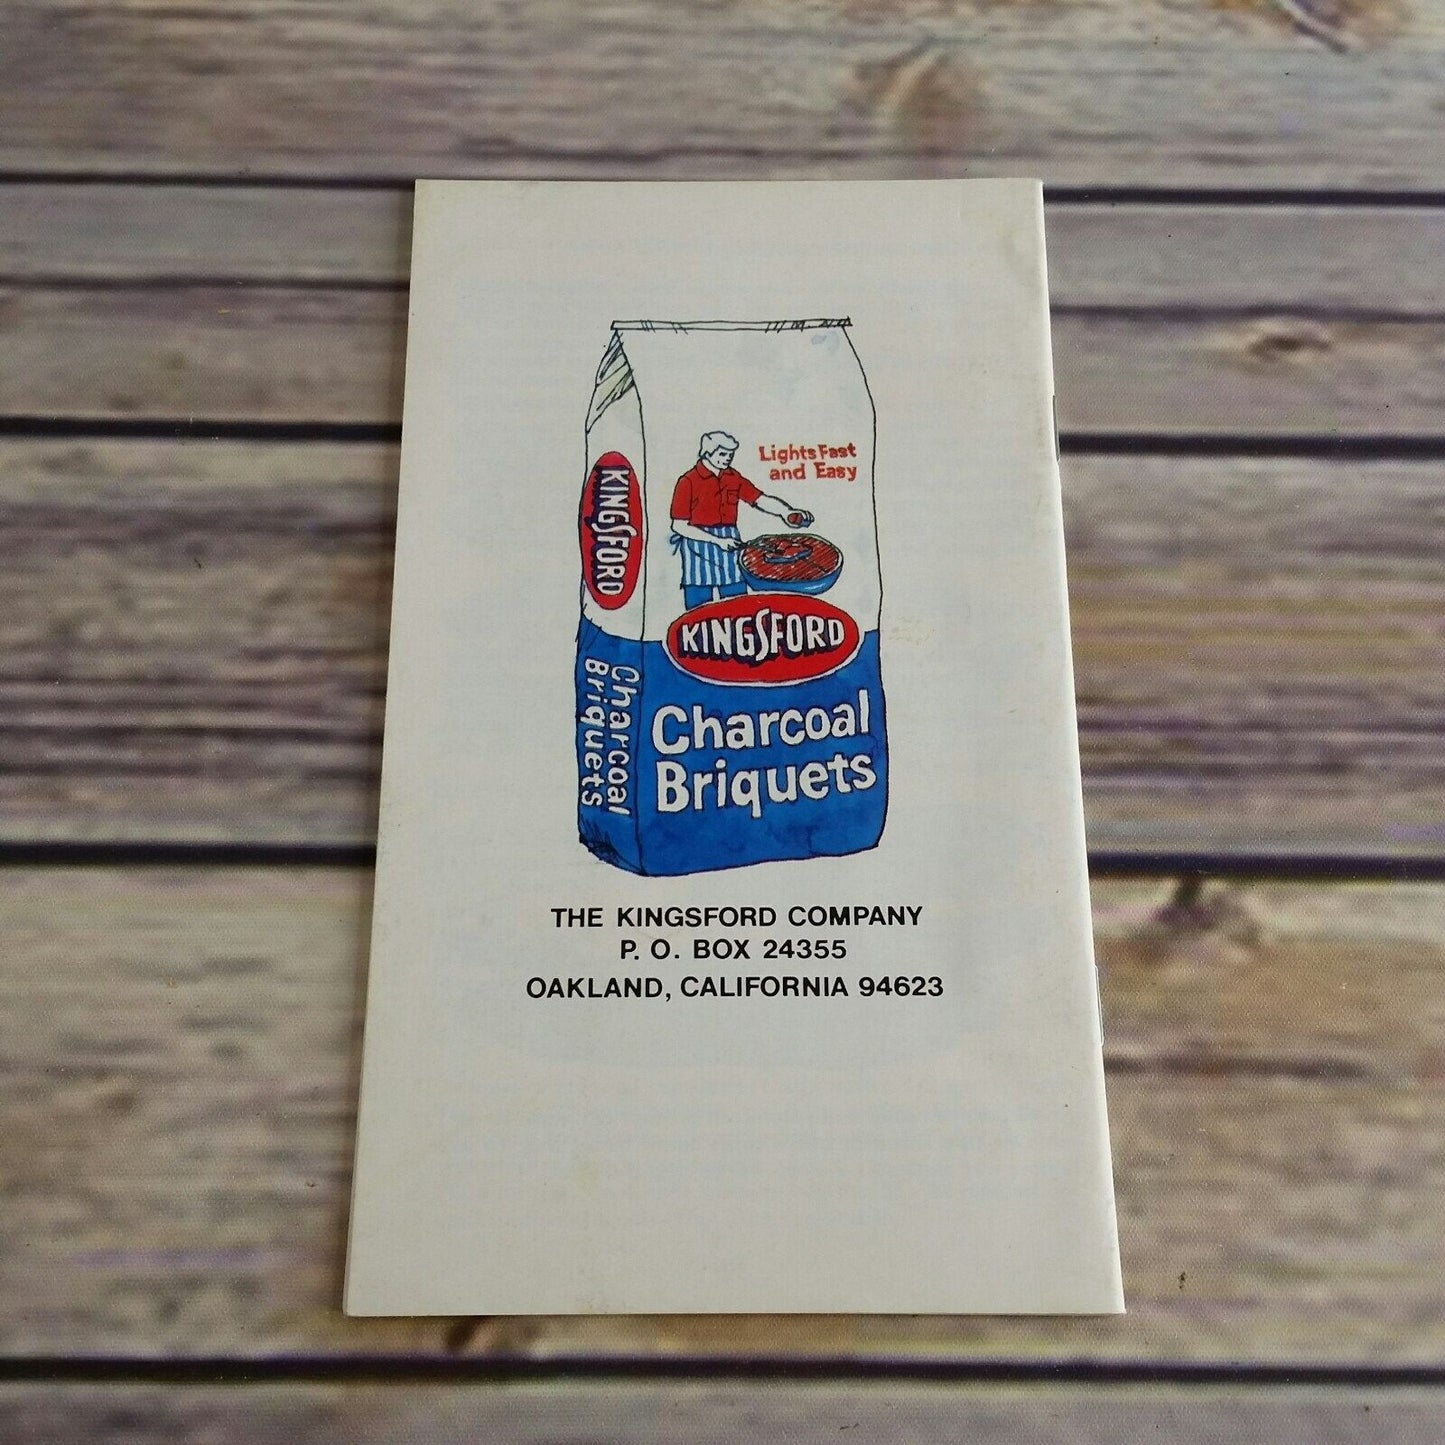 Lights Fast
and Easy
KINGSFORD
KINGSFORD
Charcoal
Briquets
Charcoal
Briquets
THE KINGSFORD COMPANY
P. O. BOX 24355
OAKLAND, CALIFORNIA 94623